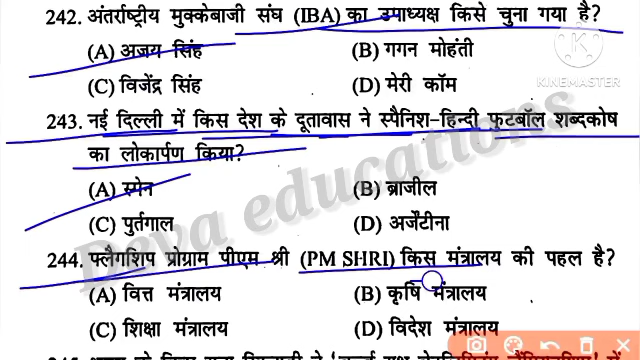 242. अंतर्राष्ट्रीय मुक्केबाजी संघ (IBA) का उपाध्यक्ष किसे चुना गया है?
(A) अजय सिंह (B) गगन मोहंती
(C) विजेंद्र सिंह (D) मेरी कॉम
KINEMASTER
243. नई दिल्ली में किस देश के दूतावास ने स्पैनिश-हिन्दी फुटबॉल शब्दकोष
का लोकार्पण किया?
(A) स्पेन (B) ब्राजील
(C) पुर्तगाल (D) अर्जेंटीना
Deva educations
244. फ्लैगशिप प्रोग्राम पीएम श्री (PM SHRI) किस मंत्रालय की पहल है?
(A) वित्त मंत्रालय (B) कृषि मंत्रालय
(C) शिक्षा मंत्रालय (D) विदेश मंत्रालय